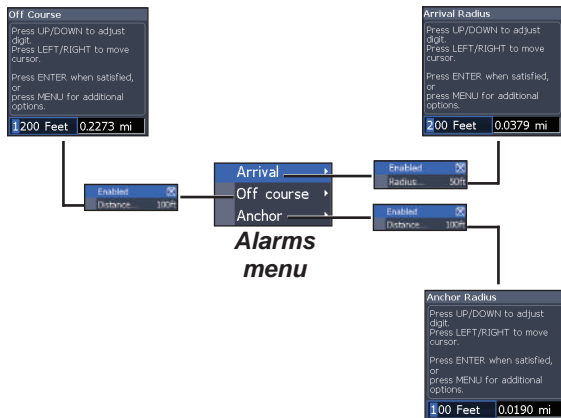 Off Course
Press UP/DOWN to adjust
digit.
Press LEFT/RIGHT to move
cursor.
Press ENTER when satisfied,
or
press MENU for additional
options.
1200 Feet 0.2273 mi
Arrival Radius
Press UP/DOWN to adjust
digit.
Press LEFT/RIGHT to move
cursor.
Press ENTER when satisfied,
or
press MENU for additional
options.
200 Feet 0.0379 mi
Enabled
Distance... 100ft
Arrival
Off course
Anchor
Enabled
Radius... 50ft
Enabled
Distance... 100ft
Alarms
menu
Anchor Radius
Press UP/DOWN to adjust
digit.
Press LEFT/RIGHT to move
cursor.
Press ENTER when satisfied,
or
press MENU for additional
options.
100 Feet 0.0190 mi